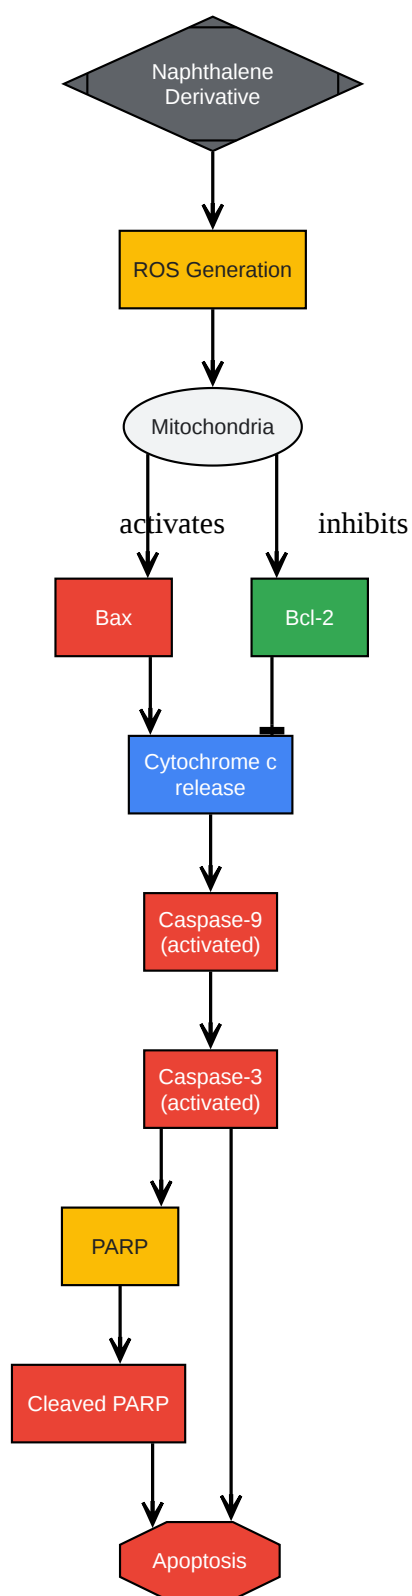 Naphthalene
Derivative
ROS Generation
Mitochondria
activates
inhibits
Bax
Bcl-2
Cytochrome c
release
Caspase-9
(activated)
Caspase-3
(activated)
PARP
Cleaved PARP
Apoptosis